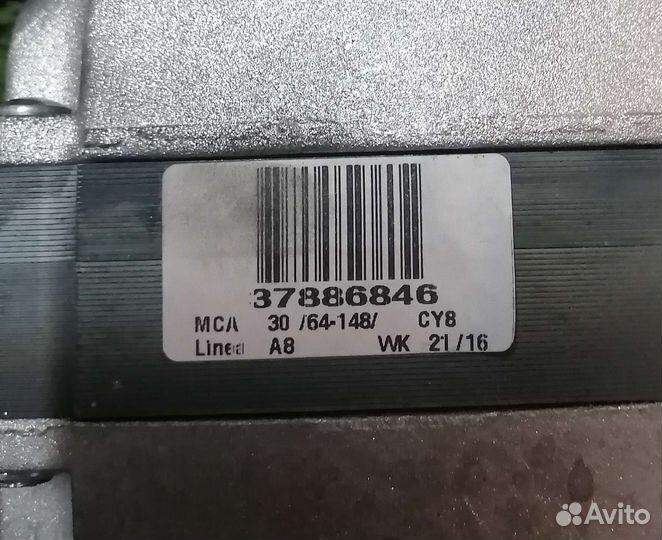 37886846
MCA 30 /64-148/ CY8
Linea A8 WK 21/16
Avito